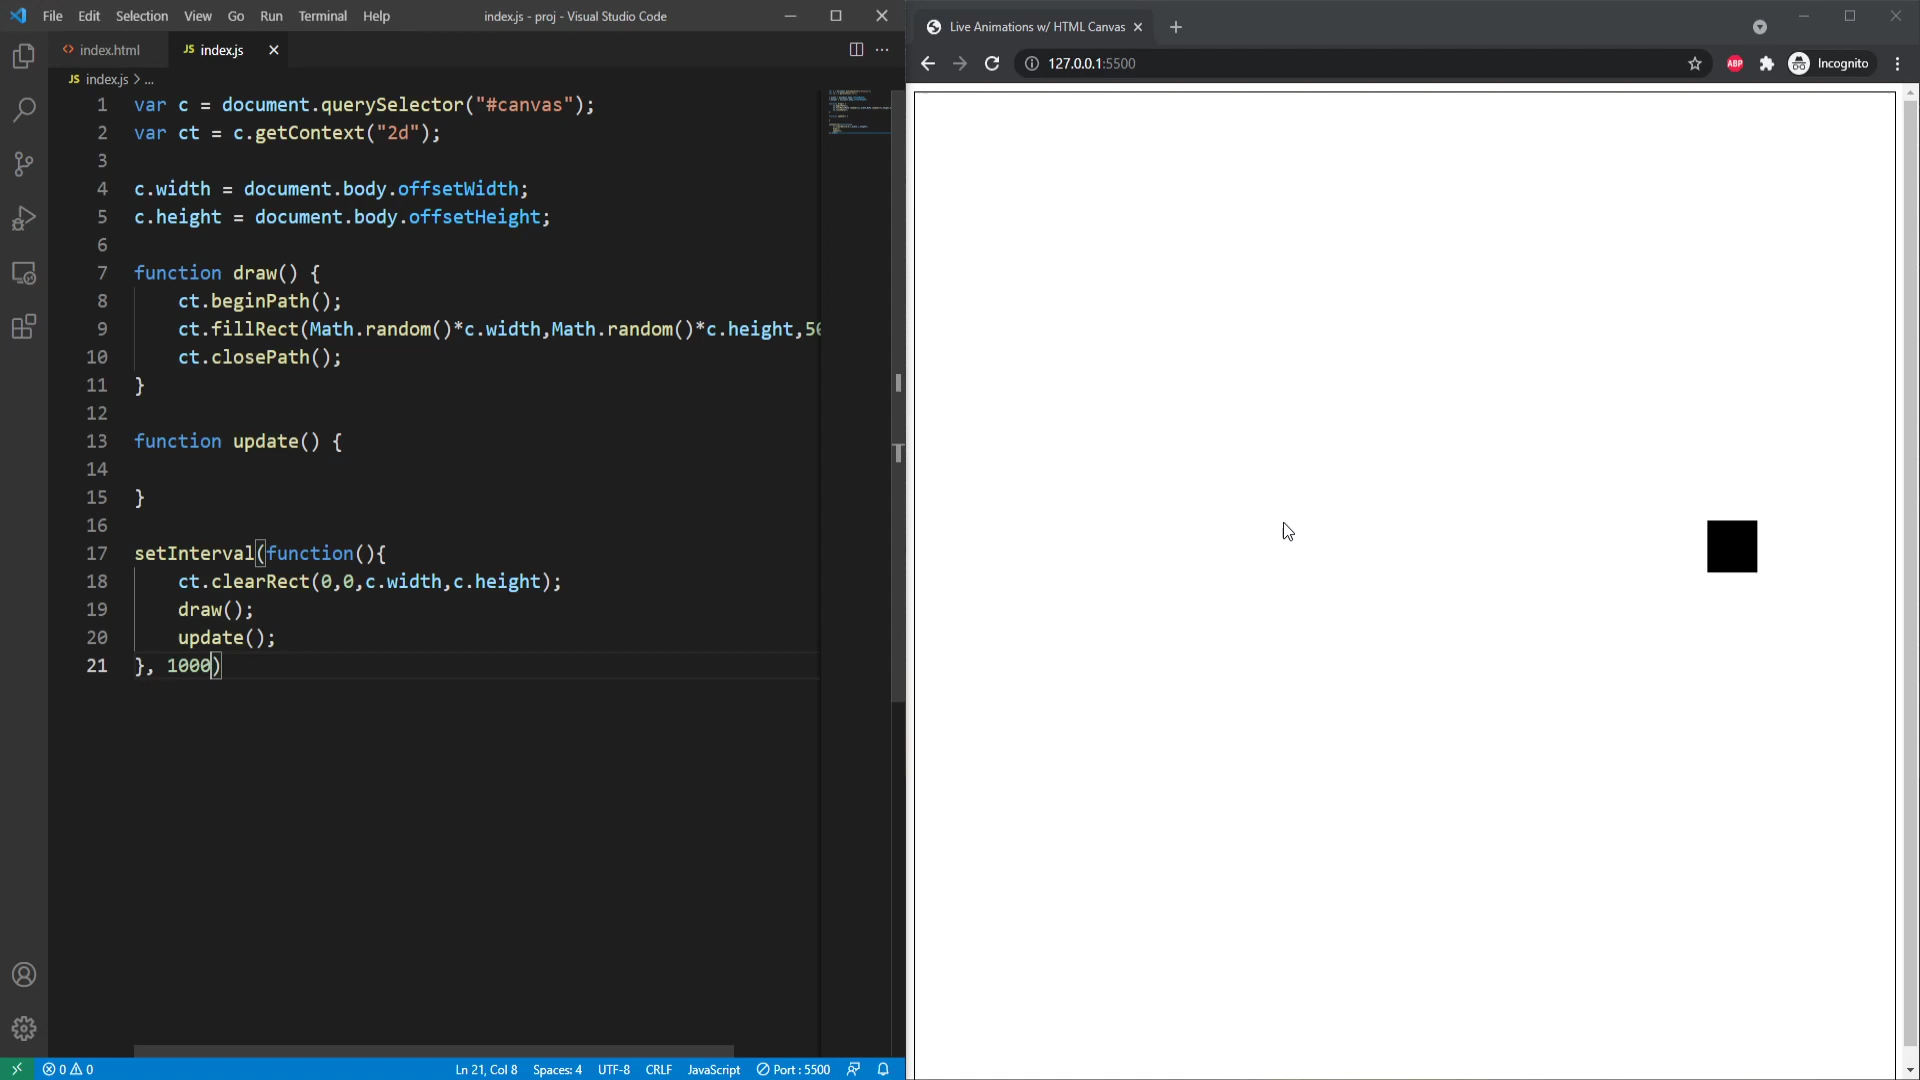 File Edit Selection View Go Run Terminal Help
index.js - proj - Visual Studio Code
index.html
JS index.js
JS index.js > ...
1 var c = document.querySelector("#canvas");
2 var ct = c.getContext("2d");
3
4 c.width = document.body.offsetWidth;
5 c.height = document.body.offsetHeight;
6
7 function draw() {
8 ct.beginPath();
9 ct.fillRect(Math.random()*c.width,Math.random()*c.height,50
10 ct.closePath();
11 }
12
13 function update() {
14
15 }
16
17 setInterval(function(){
18 ct.clearRect(0,0,c.width,c.height);
19 draw();
20 update();
21 }, 1000)
0 0
Ln 21, Col 8 Spaces: 4 UTF-8 CRLF JavaScript Port : 5500
Live Animations w/ HTML Canvas
127.0.0.1:5500
ABP
Incognito